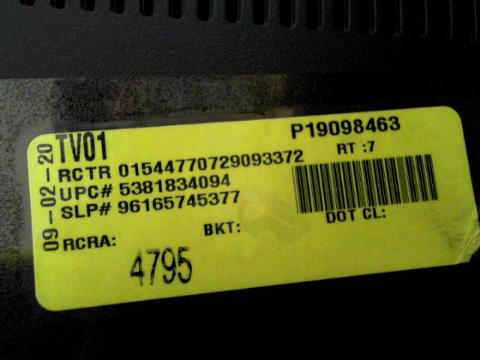 09-02-20
TV01
P19098463
RCTR 01544770729093372
RT :7
UPC# 5381834094
SLP# 96165745377
DOT CL:
BKT:
RCRA:
4795